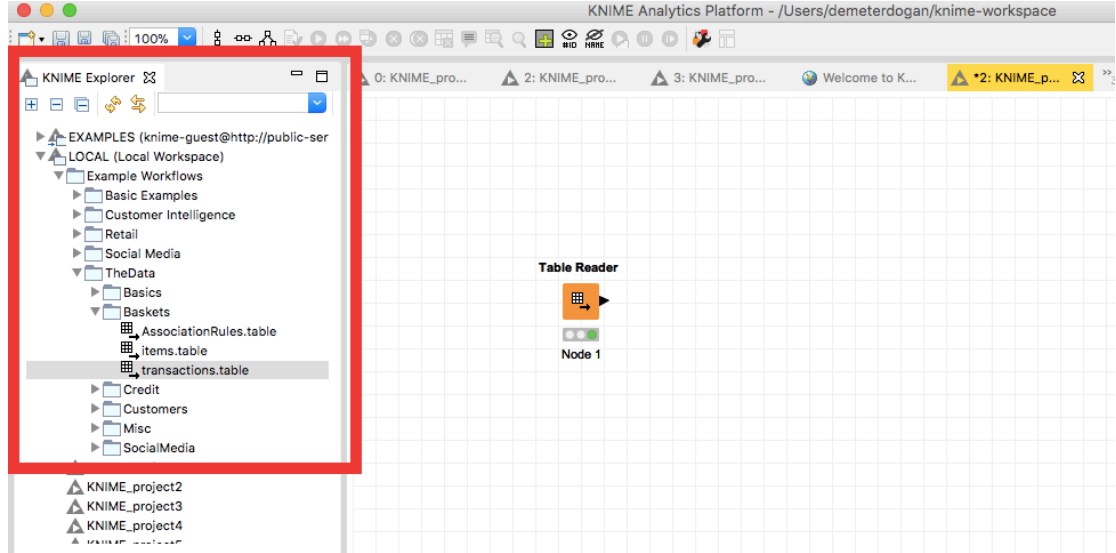 KNIME Analytics Platform - /Users/demeterdogan/knime-workspace
100%
#ID NAME
KNIME Explorer
0: KNIME_pro...
2: KNIME_pro...
3: KNIME_pro...
Welcome to K...
*2: KNIME_p...
EXAMPLES (knime-guest@http://public-ser
LOCAL (Local Workspace)
Example Workflows
Basic Examples
Customer Intelligence
Retail
Social Media
TheData
Basics
Baskets
AssociationRules.table
items.table
transactions.table
Credit
Customers
Misc
SocialMedia
KNIME_project2
KNIME_project3
KNIME_project4
Table Reader
Node 1